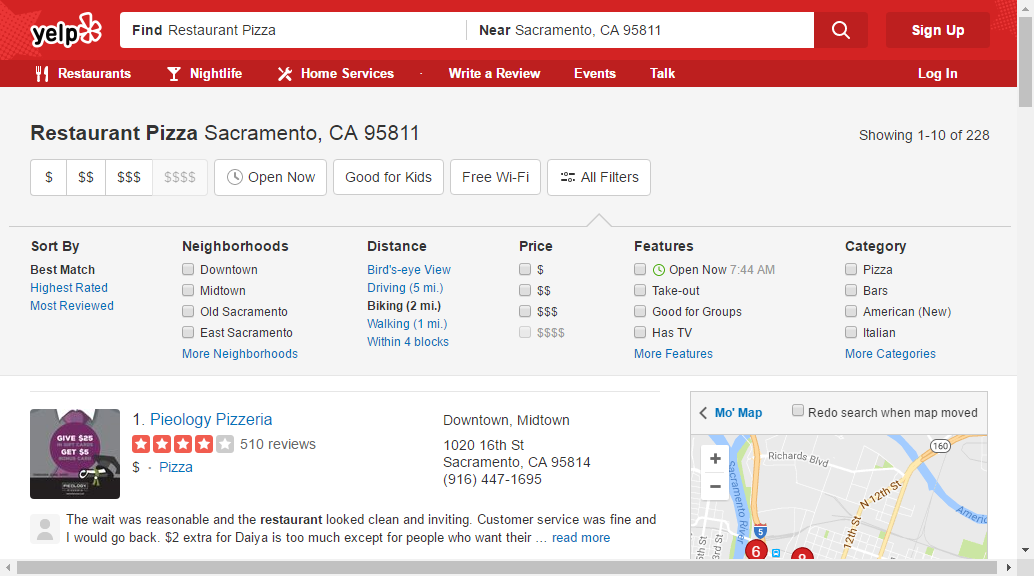 yelp
Find Restaurant Pizza
Near Sacramento, CA 95811
Sign Up
Restaurants
Nightlife
Home Services
·
Write a Review
Events
Talk
Log In
Restaurant Pizza Sacramento, CA 95811
Showing 1-10 of 228
$ $$ $$$ $$$$ Open Now Good for Kids Free Wi-Fi All Filters
Sort By
Best Match
Highest Rated
Most Reviewed
Neighborhoods
Downtown
Midtown
Old Sacramento
East Sacramento
More Neighborhoods
Distance
Bird's-eye View
Driving (5 mi.)
Biking (2 mi.)
Walking (1 mi.)
Within 4 blocks
Price
$
$$
$$$
$$$$
Features
Open Now 7:44 AM
Take-out
Good for Groups
Has TV
More Features
Category
Pizza
Bars
American (New)
Italian
More Categories
GIVE $25
IN GIFT CARDS
GET $5
BONUS CARD
PIEOLOGY
1. Pieology Pizzeria
510 reviews
$ · Pizza
Downtown, Midtown
1020 16th St
Sacramento, CA 95814
(916) 447-1695
The wait was reasonable and the restaurant looked clean and inviting. Customer service was fine and
I would go back. $2 extra for Daiya is too much except for people who want their … read more
Mo' Map
Redo search when map moved
+
−
Richards Blvd
160
Sacramento River
N 12th St
12th St
5
6
8